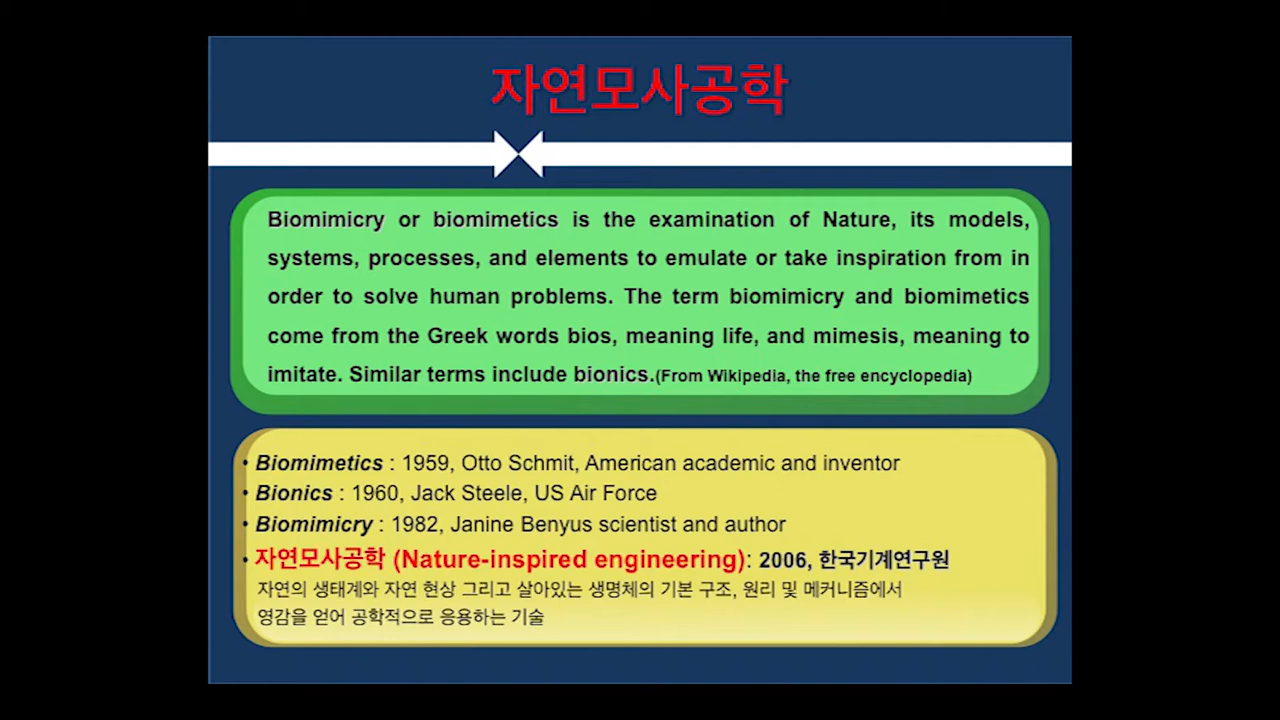 자연모사공학
Biomimicry or biomimetics is the examination of Nature, its models,
systems, processes, and elements to emulate or take inspiration from in
order to solve human problems. The term biomimicry and biomimetics
come from the Greek words bios, meaning life, and mimesis, meaning to
imitate. Similar terms include bionics.(From Wikipedia, the free encyclopedia)
• Biomimetics : 1959, Otto Schmit, American academic and inventor
• Bionics : 1960, Jack Steele, US Air Force
• Biomimicry : 1982, Janine Benyus scientist and author
• 자연모사공학 (Nature-inspired engineering): 2006, 한국기계연구원
자연의 생태계와 자연 현상 그리고 살아있는 생명체의 기본 구조, 원리 및 메커니즘에서
영감을 얻어 공학적으로 응용하는 기술